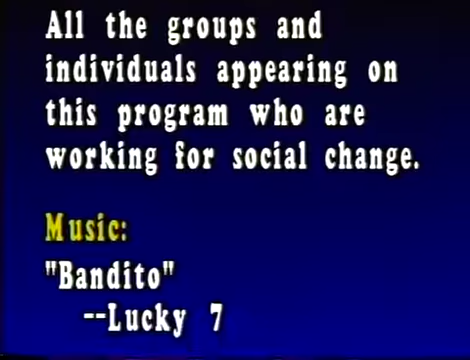 All the groups and
individuals appearing on
this program who are
working for social change.
Music:
"Bandito"
--Lucky 7